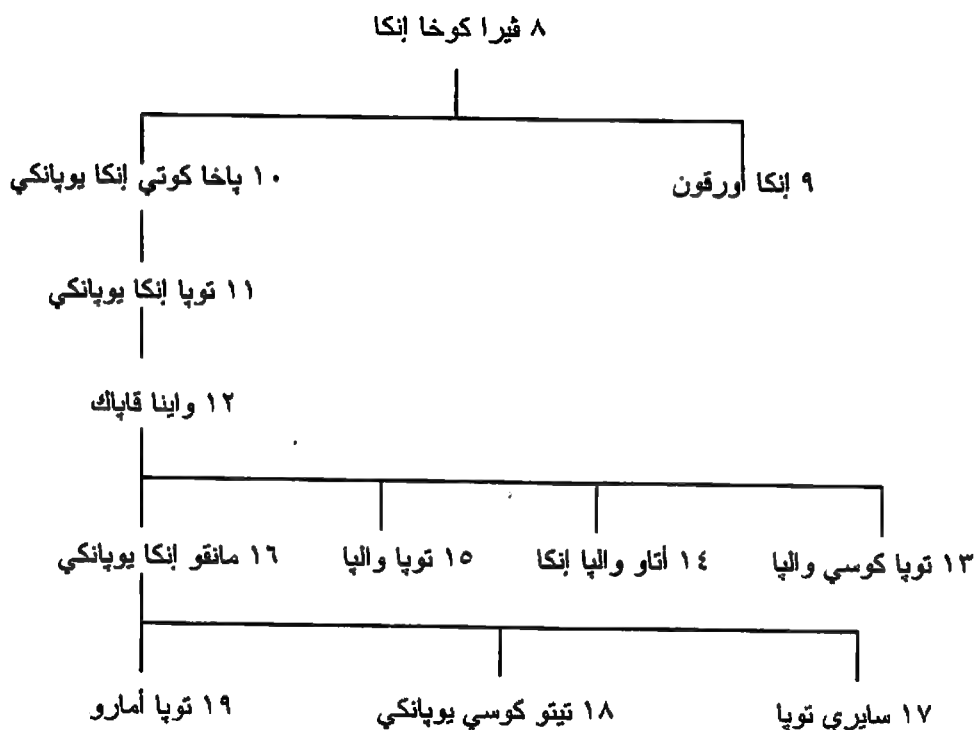 ٨ ڤيرا كوخا إنكا
٩ إنكا أورقون
١٠ پاخا كوتي إنكا يوپانكي
١١ توپا إنكا يوپانكي
١٢ واينا قاپاك
١٣ توپا كوسي والپا
١٤ أتاو والپا إنكا
١٥ توپا والپا
١٦ مانقو إنكا يوپانكي
١٧ سايري توپا
١٨ تيتو كوسي يوپانكي
١٩ توپا أمارو